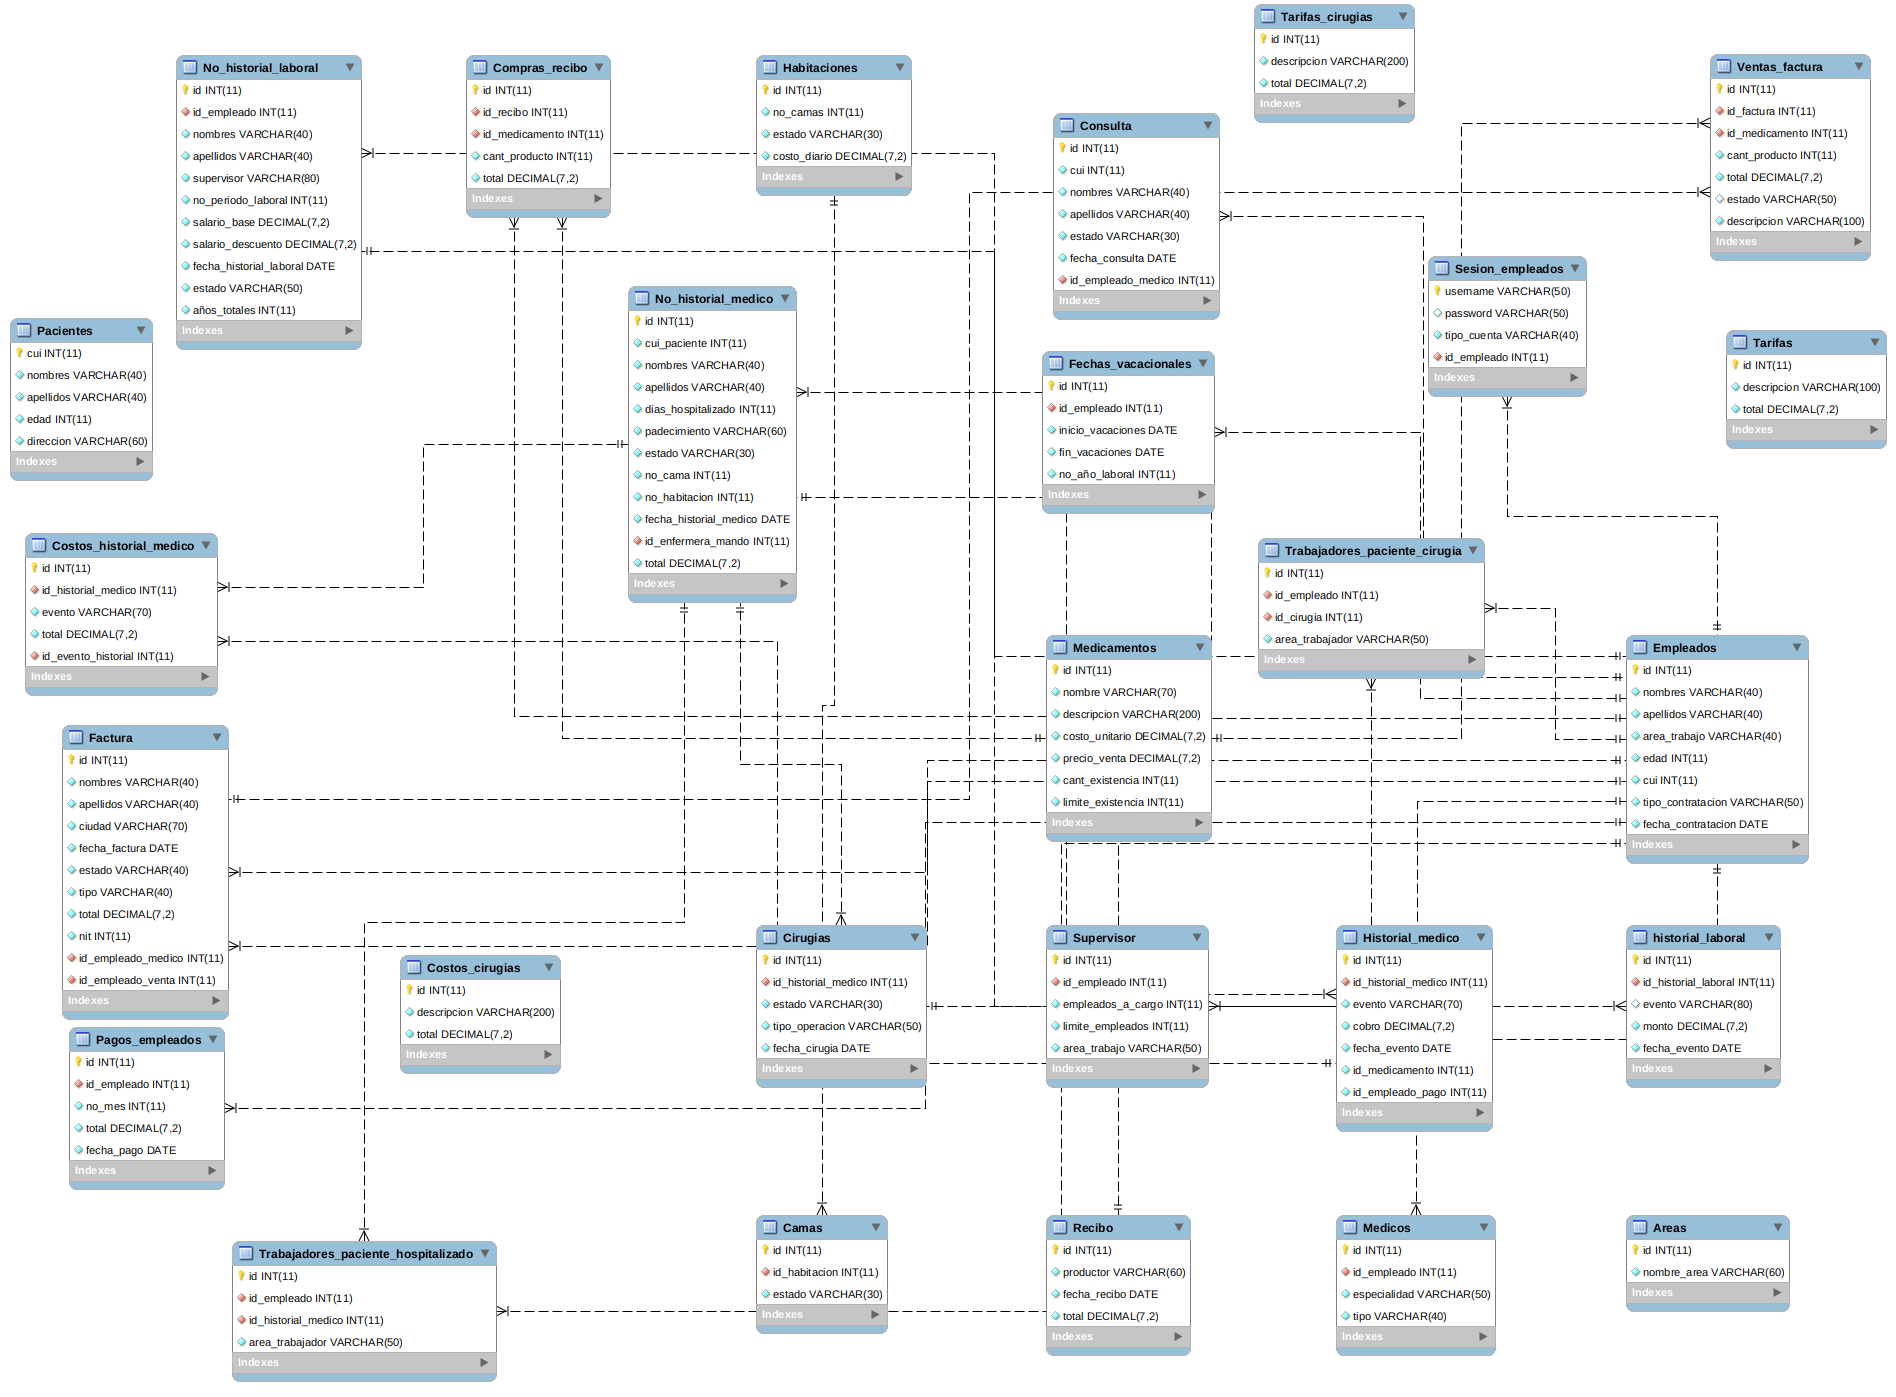 Tarifas_cirugias
id INT(11)
descripcion VARCHAR(200)
total DECIMAL(7,2)
Indexes
No_historial_laboral
id INT(11)
id_empleado INT(11)
nombres VARCHAR(40)
apellidos VARCHAR(40)
supervisor VARCHAR(80)
no_periodo_laboral INT(11)
salario_base DECIMAL(7,2)
salario_descuento DECIMAL(7,2)
fecha_historial_laboral DATE
estado VARCHAR(50)
años_totales INT(11)
Indexes
Compras_recibo
id INT(11)
id_recibo INT(11)
id_medicamento INT(11)
cant_producto INT(11)
total DECIMAL(7,2)
Indexes
Habitaciones
id INT(11)
no_camas INT(11)
estado VARCHAR(30)
costo_diario DECIMAL(7,2)
Indexes
Consulta
id INT(11)
cui INT(11)
nombres VARCHAR(40)
apellidos VARCHAR(40)
estado VARCHAR(30)
fecha_consulta DATE
id_empleado_medico INT(11)
Indexes
Ventas_factura
id INT(11)
id_factura INT(11)
id_medicamento INT(11)
cant_producto INT(11)
total DECIMAL(7,2)
estado VARCHAR(50)
descripcion VARCHAR(100)
Indexes
Sesion_empleados
username VARCHAR(50)
password VARCHAR(50)
tipo_cuenta VARCHAR(40)
id_empleado INT(11)
Indexes
Pacientes
cui INT(11)
nombres VARCHAR(40)
apellidos VARCHAR(40)
edad INT(11)
direccion VARCHAR(60)
Indexes
No_historial_medico
id INT(11)
cui_paciente INT(11)
nombres VARCHAR(40)
apellidos VARCHAR(40)
dias_hospitalizado INT(11)
padecimiento VARCHAR(60)
estado VARCHAR(30)
no_cama INT(11)
no_habitacion INT(11)
fecha_historial_medico DATE
id_enfermera_mando INT(11)
total DECIMAL(7,2)
Indexes
Fechas_vacacionales
id INT(11)
id_empleado INT(11)
inicio_vacaciones DATE
fin_vacaciones DATE
no_año_laboral INT(11)
Indexes
Tarifas
id INT(11)
descripcion VARCHAR(100)
total DECIMAL(7,2)
Indexes
Costos_historial_medico
id INT(11)
id_historial_medico INT(11)
evento VARCHAR(70)
total DECIMAL(7,2)
id_evento_historial INT(11)
Indexes
Trabajadores_paciente_cirugia
id INT(11)
id_empleado INT(11)
id_cirugia INT(11)
area_trabajador VARCHAR(50)
Indexes
Medicamentos
id INT(11)
nombre VARCHAR(70)
descripcion VARCHAR(200)
costo_unitario DECIMAL(7,2)
precio_venta DECIMAL(7,2)
cant_existencia INT(11)
limite_existencia INT(11)
Indexes
Empleados
id INT(11)
nombres VARCHAR(40)
apellidos VARCHAR(40)
area_trabajo VARCHAR(40)
edad INT(11)
cui INT(11)
tipo_contratacion VARCHAR(50)
fecha_contratacion DATE
Indexes
Factura
id INT(11)
nombres VARCHAR(40)
apellidos VARCHAR(40)
ciudad VARCHAR(70)
fecha_factura DATE
estado VARCHAR(40)
tipo VARCHAR(40)
total DECIMAL(7,2)
nit INT(11)
id_empleado_medico INT(11)
id_empleado_venta INT(11)
Indexes
Costos_cirugias
id INT(11)
descripcion VARCHAR(200)
total DECIMAL(7,2)
Indexes
Cirugias
id INT(11)
id_historial_medico INT(11)
estado VARCHAR(30)
tipo_operacion VARCHAR(50)
fecha_cirugia DATE
Indexes
Supervisor
id INT(11)
id_empleado INT(11)
empleados_a_cargo INT(11)
limite_empleados INT(11)
area_trabajo VARCHAR(50)
Indexes
Historial_medico
id INT(11)
id_historial_medico INT(11)
evento VARCHAR(70)
cobro DECIMAL(7,2)
fecha_evento DATE
id_medicamento INT(11)
id_empleado_pago INT(11)
Indexes
historial_laboral
id INT(11)
id_historial_laboral INT(11)
evento VARCHAR(80)
monto DECIMAL(7,2)
fecha_evento DATE
Indexes
Pagos_empleados
id INT(11)
id_empleado INT(11)
no_mes INT(11)
total DECIMAL(7,2)
fecha_pago DATE
Indexes
Trabajadores_paciente_hospitalizado
id INT(11)
id_empleado INT(11)
id_historial_medico INT(11)
area_trabajador VARCHAR(50)
Indexes
Camas
id INT(11)
id_habitacion INT(11)
estado VARCHAR(30)
Indexes
Recibo
id INT(11)
productor VARCHAR(60)
fecha_recibo DATE
total DECIMAL(7,2)
Indexes
Medicos
id INT(11)
id_empleado INT(11)
especialidad VARCHAR(50)
tipo VARCHAR(40)
Indexes
Areas
id INT(11)
nombre_area VARCHAR(60)
Indexes